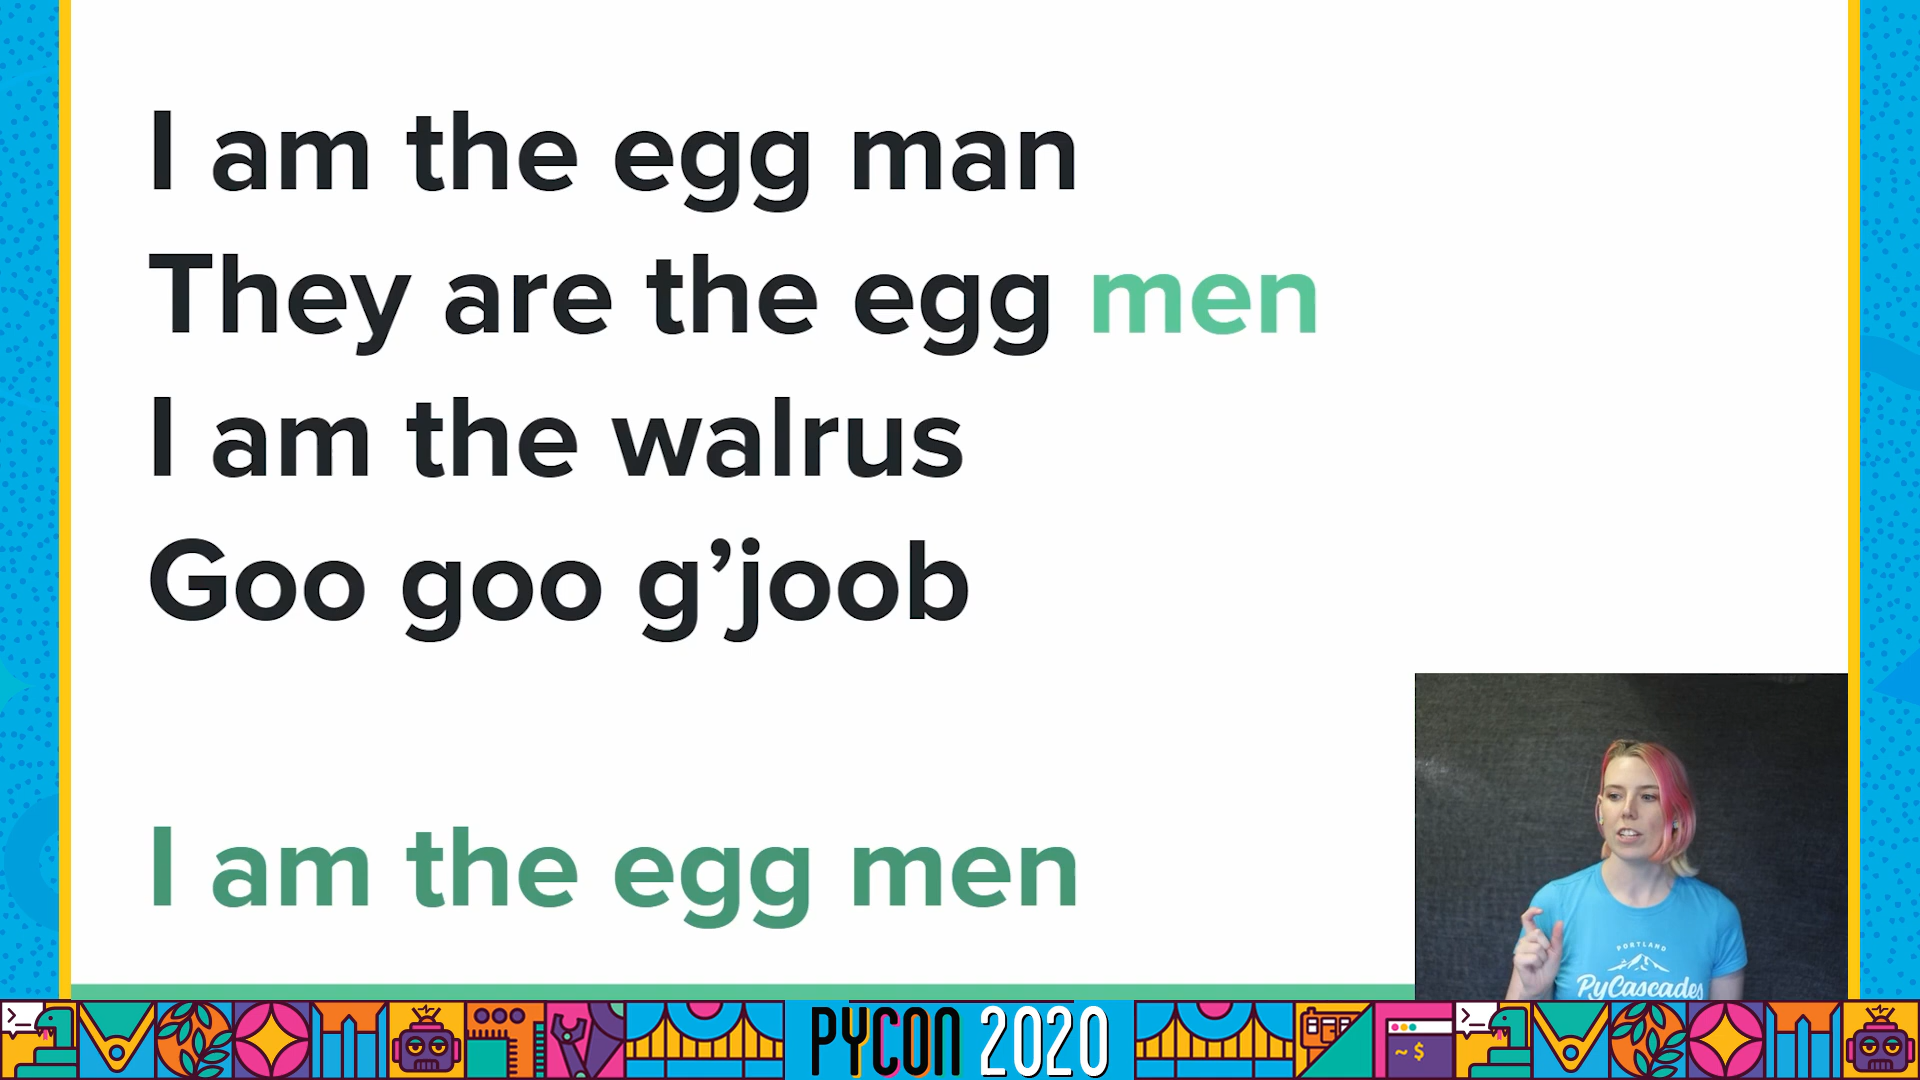 I am the egg man
They are the egg men
I am the walrus
Goo goo g’joob
I am the egg men
PORTLAND
PyCascades
>_
~ $
>_
PYCON 2020